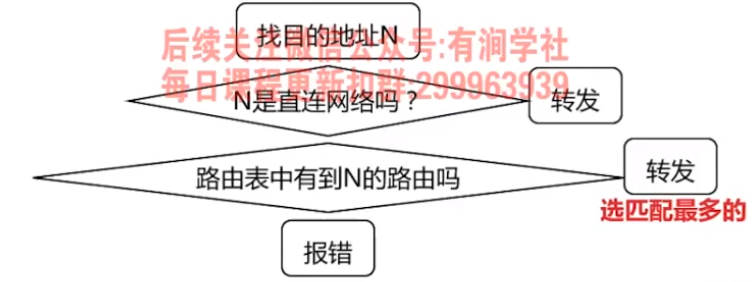 找目的地址N
后续关注微信公众号:有涧学社
每日课程更新扣群:299963939
N是直连网络吗？
转发
路由表中有到N的路由吗
转发
选匹配最多的
报错